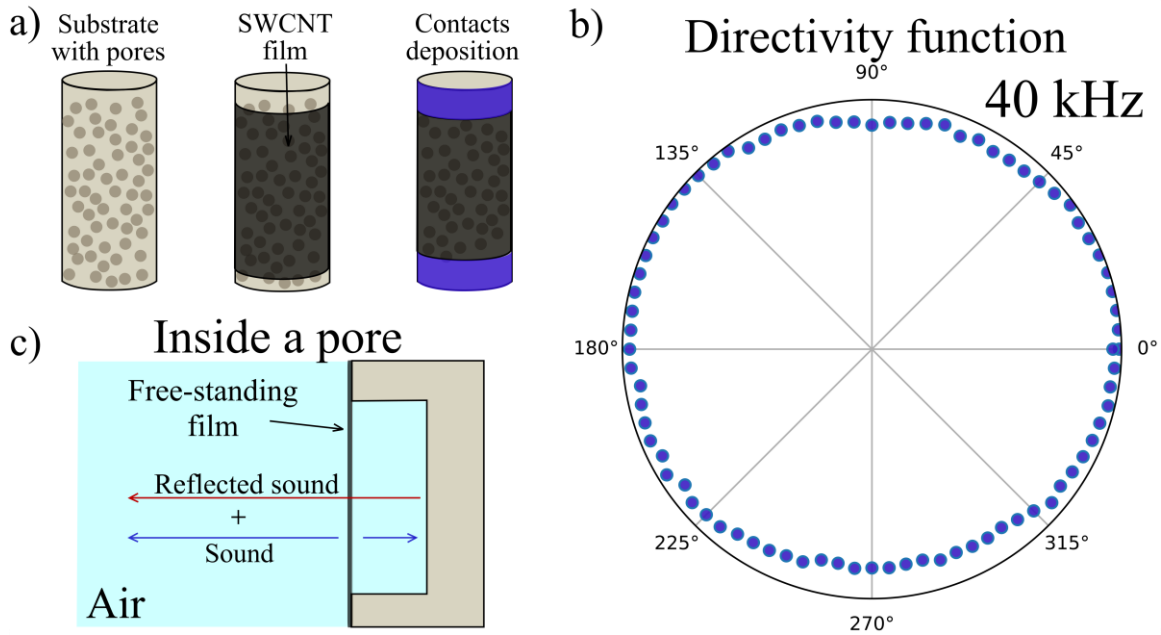 a)
Substrate
with pores
SWCNT
film
Contacts
deposition
b)
Directivity function
40 kHz
90°
135°
45°
180°
0°
225°
315°
270°
c)
Inside a pore
Free-standing
film
Reflected sound
+
Sound
Air